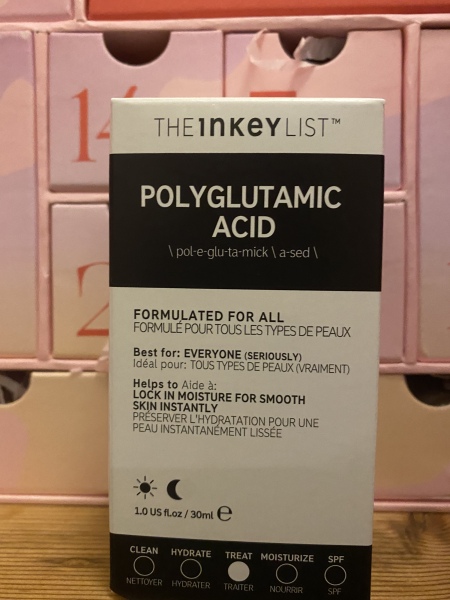 14
2
THE INKEY LIST™
POLYGLUTAMIC
ACID
\ pol-e-glu-ta-mick \ a-sed \
FORMULATED FOR ALL
FORMULÉ POUR TOUS LES TYPES DE PEAUX
Best for: EVERYONE (SERIOUSLY)
Idéal pour: TOUS TYPES DE PEAUX (VRAIMENT)
Helps to Aide à:
LOCK IN MOISTURE FOR SMOOTH
SKIN INSTANTLY
PRÉSERVER L'HYDRATATION POUR UNE
PEAU INSTANTANÉMENT LISSÉE
1.0 US fl.oz / 30ml ℮
CLEAN HYDRATE TREAT MOISTURIZE SPF
NETTOYER HYDRATER TRAITER NOURRIR SPF